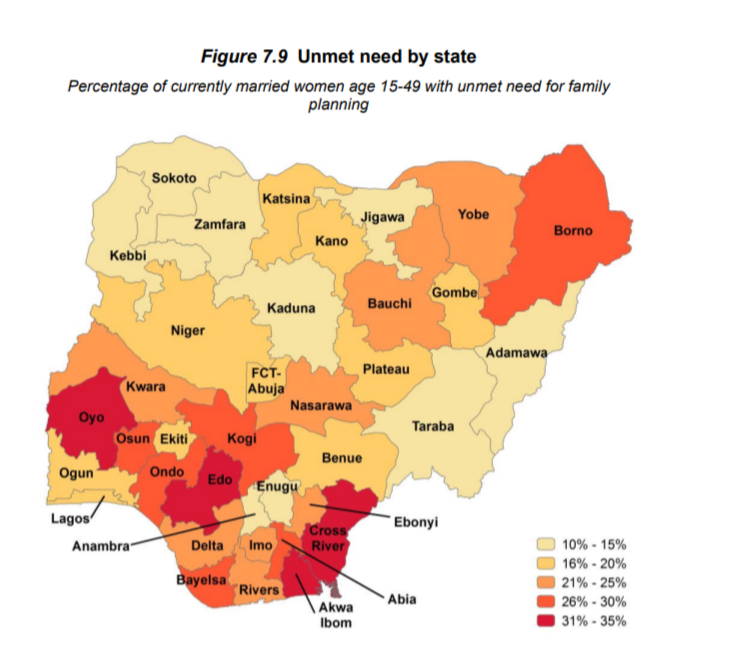 Figure 7.9 Unmet need by state
Percentage of currently married women age 15-49 with unmet need for family
planning
Sokoto
Katsina
Zamfara
Jigawa
Yobe
Borno
Kano
Kebbi
Kaduna
Bauchi
Gombe
Niger
Adamawa
FCT-
Abuja
Plateau
Kwara
Nasarawa
Oyo
Taraba
Osun
Ekiti
Kogi
Benue
Ogun
Ondo
Edo
Enugu
Lagos
Ebonyi
Anambra
Delta
Imo
Cross
River
Bayelsa
Rivers
Abia
Akwa
Ibom
10% - 15%
16% - 20%
21% - 25%
26% - 30%
31% - 35%